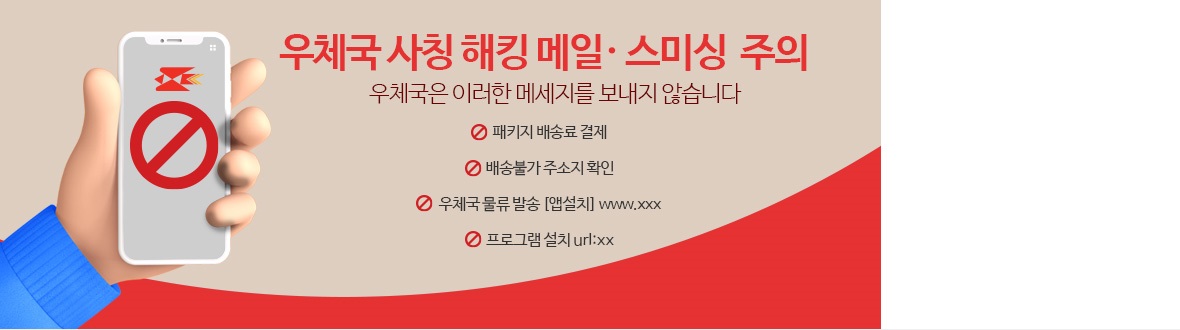 우체국 사칭 해킹 메일· 스미싱 주의
우체국은 이러한 메세지를 보내지 않습니다
패키지 배송료 결제
배송불가 주소지 확인
우체국 물류 발송 [앱설치] www.xxx
프로그램 설치 url:xx